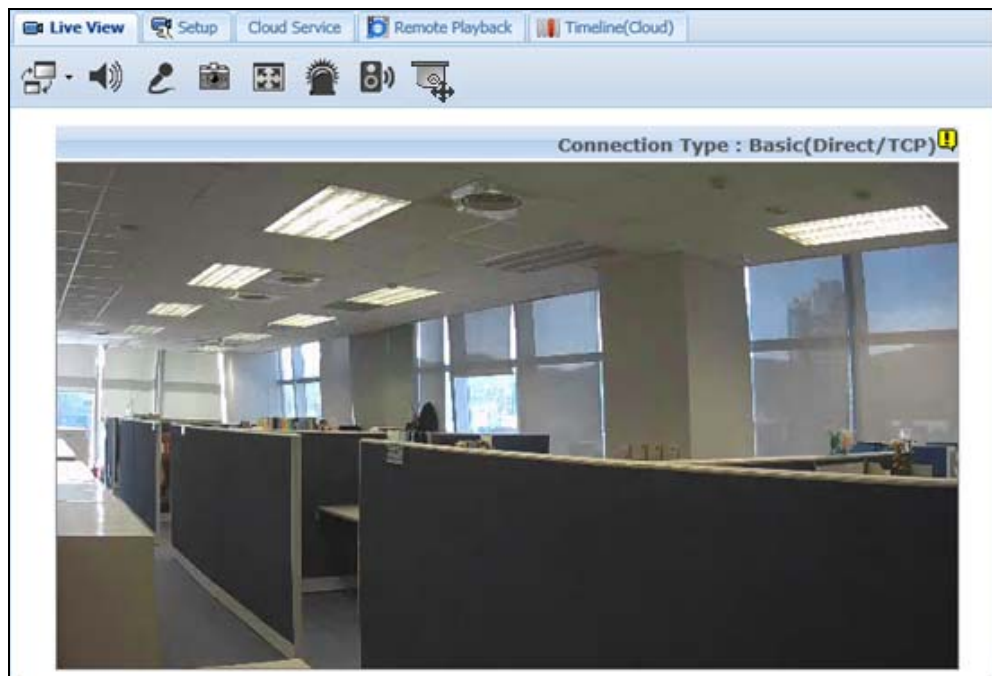 Live View
Setup
Cloud Service
Remote Playback
Timeline(Cloud)
Connection Type : Basic(Direct/TCP)